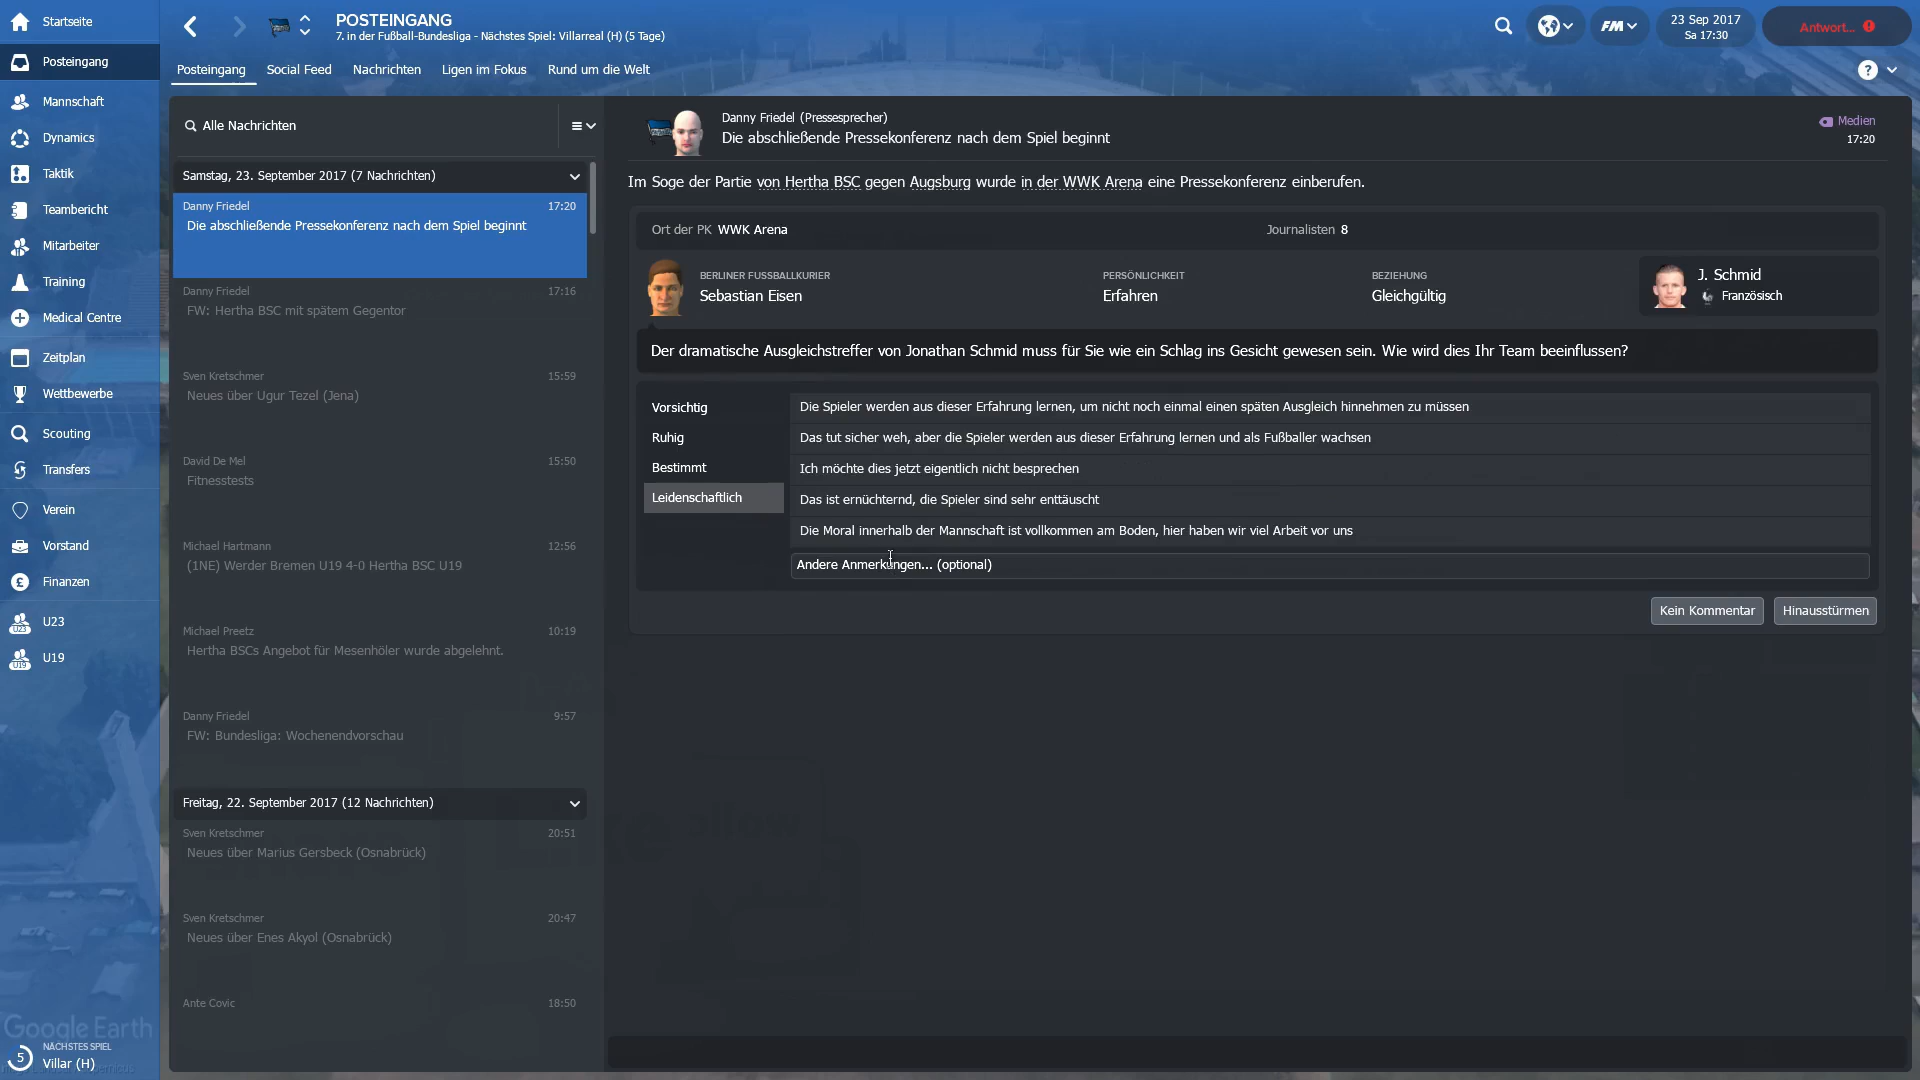 Startseite
Posteingang
Mannschaft
Dynamics
Taktik
Teambericht
Mitarbeiter
Training
Medical Centre
Zeitplan
Wettbewerbe
Scouting
Transfers
Verein
Vorstand
Finanzen
U23
U19
Google Earth
NÄCHSTES SPIEL
5
Villar (H)
POSTEINGANG
7. in der Fußball-Bundesliga - Nächstes Spiel: Villarreal (H) (5 Tage)
FM
23 Sep 2017
Sa 17:30
Antwort...
Posteingang
Social Feed
Nachrichten
Ligen im Fokus
Rund um die Welt
?
Alle Nachrichten
Samstag, 23. September 2017 (7 Nachrichten)
Danny Friedel 17:20
Die abschließende Pressekonferenz nach dem Spiel beginnt
Danny Friedel 17:16
FW: Hertha BSC mit spätem Gegentor
Sven Kretschmer 15:59
Neues über Ugur Tezel (Jena)
David De Mel 15:50
Fitnesstests
Michael Hartmann 12:56
(1NE) Werder Bremen U19 4-0 Hertha BSC U19
Michael Preetz 10:19
Hertha BSCs Angebot für Mesenhöler wurde abgelehnt.
Danny Friedel 9:57
FW: Bundesliga: Wochenendvorschau
Freitag, 22. September 2017 (12 Nachrichten)
Sven Kretschmer 20:51
Neues über Marius Gersbeck (Osnabrück)
Sven Kretschmer 20:47
Neues über Enes Akyol (Osnabrück)
Ante Covic 18:50
Danny Friedel (Pressesprecher)
Die abschließende Pressekonferenz nach dem Spiel beginnt
Medien
17:20
Im Soge der Partie von Hertha BSC gegen Augsburg wurde in der WWK Arena eine Pressekonferenz einberufen.
Ort der PK WWK Arena
Journalisten 8
BERLINER FUSSBALLKURIER
Sebastian Eisen
PERSÖNLICHKEIT
Erfahren
BEZIEHUNG
Gleichgültig
J. Schmid
Französisch
Der dramatische Ausgleichstreffer von Jonathan Schmid muss für Sie wie ein Schlag ins Gesicht gewesen sein. Wie wird dies Ihr Team beeinflussen?
Vorsichtig
Ruhig
Bestimmt
Leidenschaftlich
Die Spieler werden aus dieser Erfahrung lernen, um nicht noch einmal einen späten Ausgleich hinnehmen zu müssen
Das tut sicher weh, aber die Spieler werden aus dieser Erfahrung lernen und als Fußballer wachsen
Ich möchte dies jetzt eigentlich nicht besprechen
Das ist ernüchternd, die Spieler sind sehr enttäuscht
Die Moral innerhalb der Mannschaft ist vollkommen am Boden, hier haben wir viel Arbeit vor uns
Andere Anmerkungen... (optional)
Kein Kommentar
Hinausstürmen